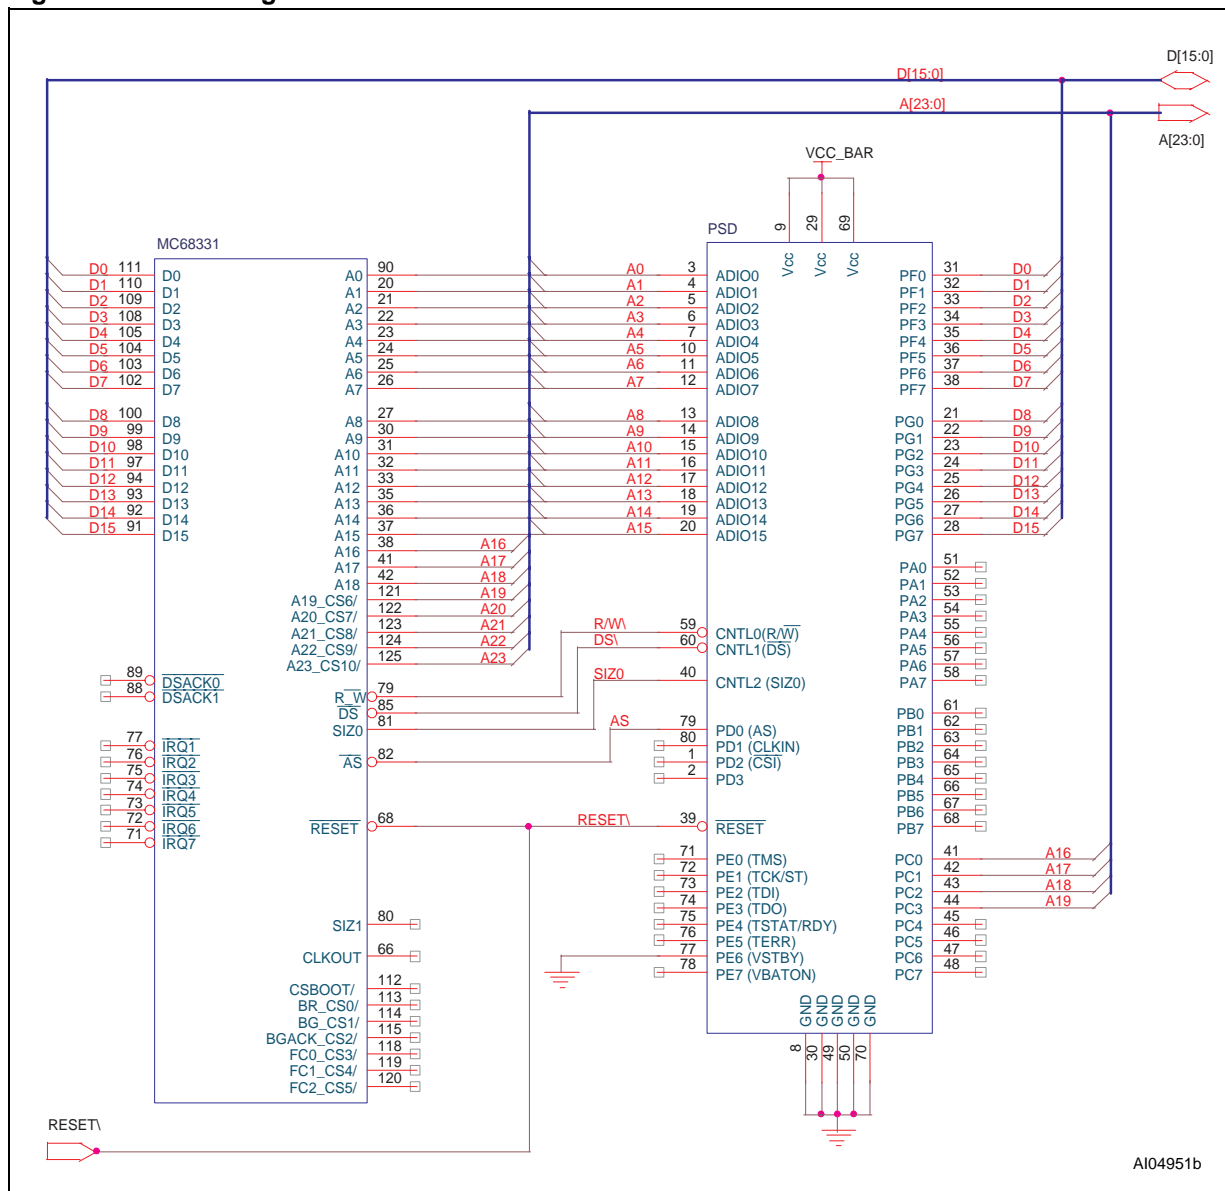 D[15:0]
D[15:0]
A[23:0]
A[23:0]
VCC_BAR
MC68331
PSD
9 29 69
Vcc Vcc Vcc
D0 111 D0 A0 90 A0 3 ADIO0 PF0 31 D0
D1 110 D1 A1 20 A1 4 ADIO1 PF1 32 D1
D2 109 D2 A2 21 A2 5 ADIO2 PF2 33 D2
D3 108 D3 A3 22 A3 6 ADIO3 PF3 34 D3
D4 105 D4 A4 23 A4 7 ADIO4 PF4 35 D4
D5 104 D5 A5 24 A5 10 ADIO5 PF5 36 D5
D6 103 D6 A6 25 A6 11 ADIO6 PF6 37 D6
D7 102 D7 A7 26 A7 12 ADIO7 PF7 38 D7
D8 100 D8 A8 27 A8 13 ADIO8 PG0 21 D8
D9 99 D9 A9 30 A9 14 ADIO9 PG1 22 D9
D10 98 D10 A10 31 A10 15 ADIO10 PG2 23 D10
D11 97 D11 A11 32 A11 16 ADIO11 PG3 24 D11
D12 94 D12 A12 33 A12 17 ADIO12 PG4 25 D12
D13 93 D13 A13 35 A13 18 ADIO13 PG5 26 D13
D14 92 D14 A14 36 A14 19 ADIO14 PG6 27 D14
D15 91 D15 A15 37 A15 20 ADIO15 PG7 28 D15
A16 38 A16
A17 41 A17 PA0 51
A18 42 A18 PA1 52
A19_CS6/ 121 A19 PA2 53
A20_CS7/ 122 A20 PA3 54
A21_CS8/ 123 A21 R/W\ 59 CNTL0(R/W) PA4 55
A22_CS9/ 124 A22 DS\ 60 CNTL1(DS) PA5 56
A23_CS10/ 125 A23 PA6 57
89 DSACK0 SIZ0 40 CNTL2 (SIZ0) PA7 58
88 DSACK1 R_W 79
DS 85 PB0 61
SIZ0 81 AS 79 PD0 (AS) PB1 62
77 IRQ1 80 PD1 (CLKIN) PB2 63
76 IRQ2 AS 82 1 PD2 (CSI) PB3 64
75 IRQ3 2 PD3 PB4 65
74 IRQ4 PB5 66
73 IRQ5 PB6 67
72 IRQ6 RESET 68 RESET\ 39 RESET PB7 68
71 IRQ7
71 PE0 (TMS) PC0 41 A16
72 PE1 (TCK/ST) PC1 42 A17
73 PE2 (TDI) PC2 43 A18
74 PE3 (TDO) PC3 44 A19
SIZ1 80 75 PE4 (TSTAT/RDY) PC4 45
76 PE5 (TERR) PC5 46
CLKOUT 66 77 PE6 (VSTBY) PC6 47
78 PE7 (VBATON) PC7 48
CSBOOT/ 112
BR_CS0/ 113
BG_CS1/ 114
BGACK_CS2/ 115
FC0_CS3/ 118
FC1_CS4/ 119
FC2_CS5/ 120
GND GND GND GND GND
8 30 49 50 70
RESET\
AI04951b